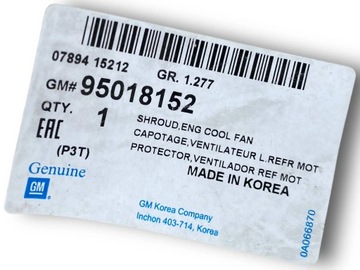 07894 15212
GR. 1.277
GM# 95018152
QTY. 1
EAC
(P3T)
SHROUD,ENG COOL FAN
CAPOTAGE,VENTILATEUR L.REFR MOT
PROTECTOR,VENTILADOR REF MOT
MADE IN KOREA
Genuine
GM
GM Korea Company
Inchon 403-714, Korea
0A066870